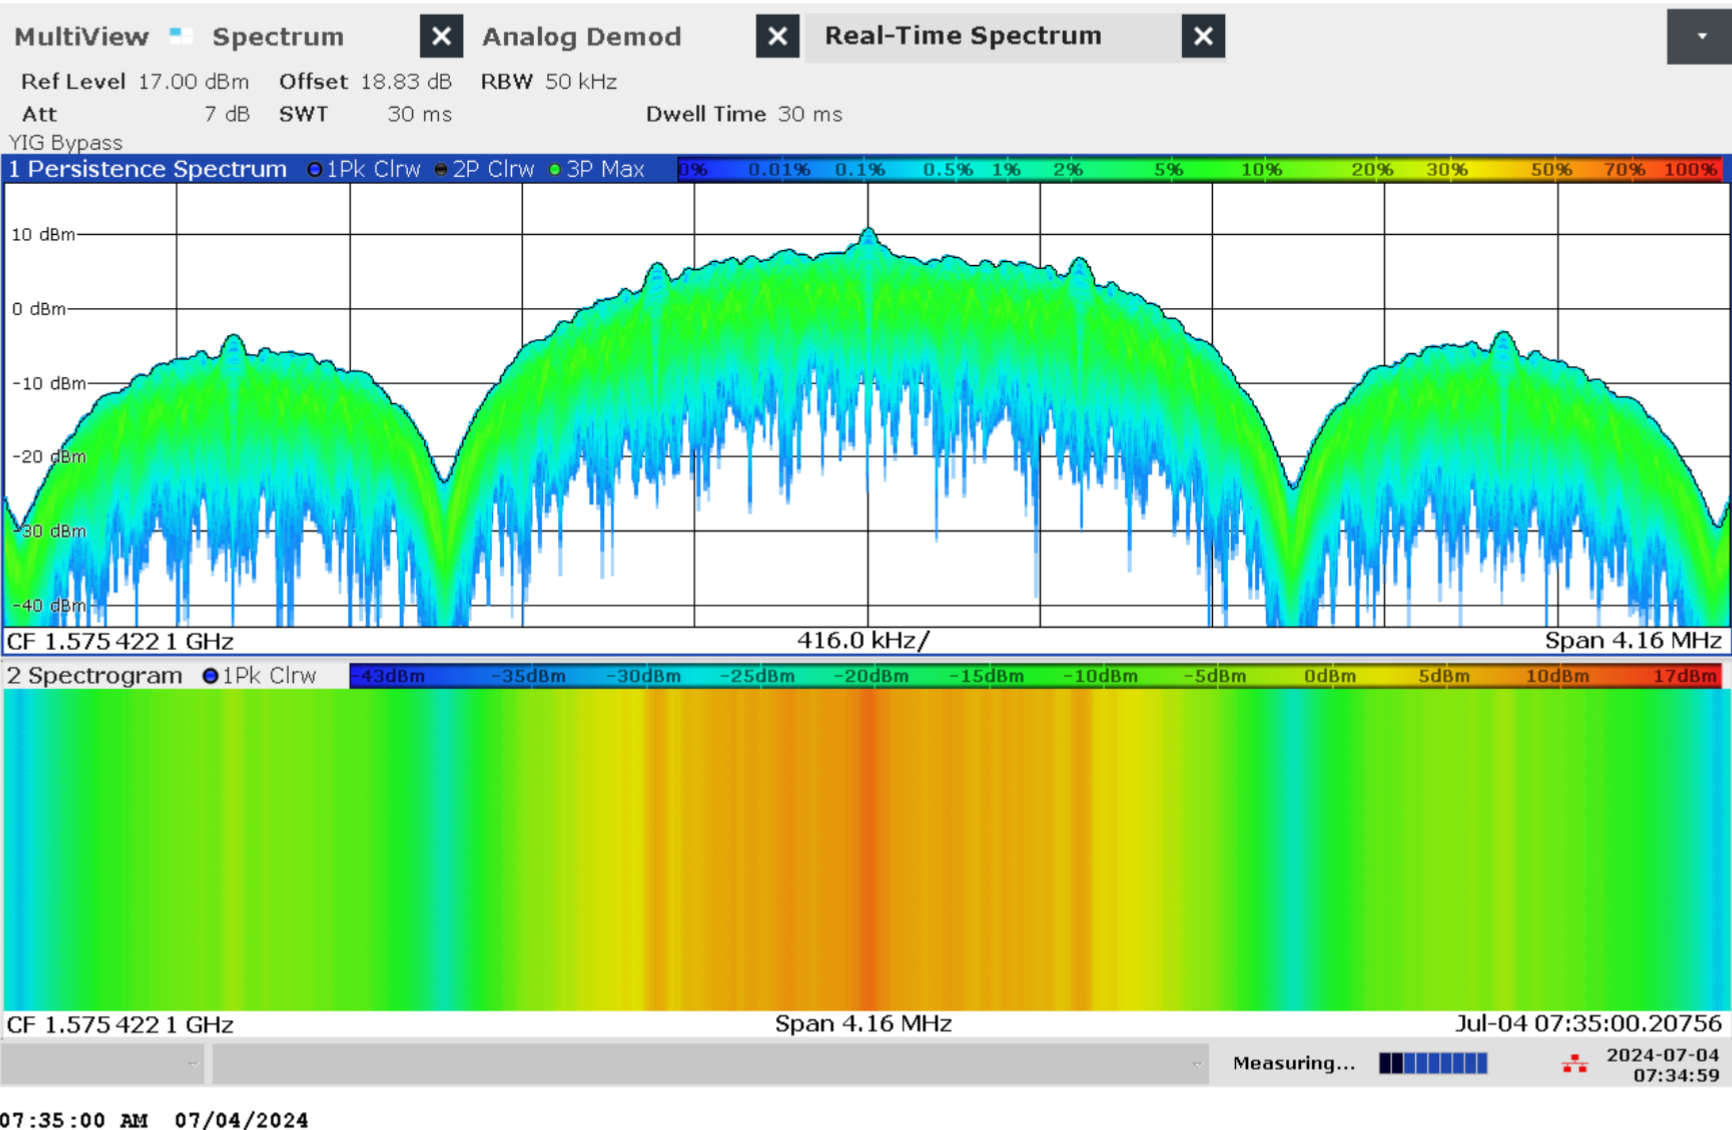 MultiView Spectrum Analog Demod Real-Time Spectrum
Ref Level 17.00 dBm Offset 18.83 dB RBW 50 kHz
Att 7 dB SWT 30 ms Dwell Time 30 ms
YIG Bypass
1 Persistence Spectrum 1Pk Clrw 2P Clrw 3P Max 0% 0.01% 0.1% 0.5% 1% 2% 5% 10% 20% 30% 50% 70% 100%
10 dBm
0 dBm
-10 dBm
-20 dBm
-30 dBm
-40 dBm
CF 1.575 422 1 GHz 416.0 kHz/ Span 4.16 MHz
2 Spectrogram 1Pk Clrw -43dBm -35dBm -30dBm -25dBm -20dBm -15dBm -10dBm -5dBm 0dBm 5dBm 10dBm 17dBm
CF 1.575 422 1 GHz Span 4.16 MHz Jul-04 07:35:00.20756
Measuring... 2024-07-04
07:34:59
07:35:00 AM 07/04/2024